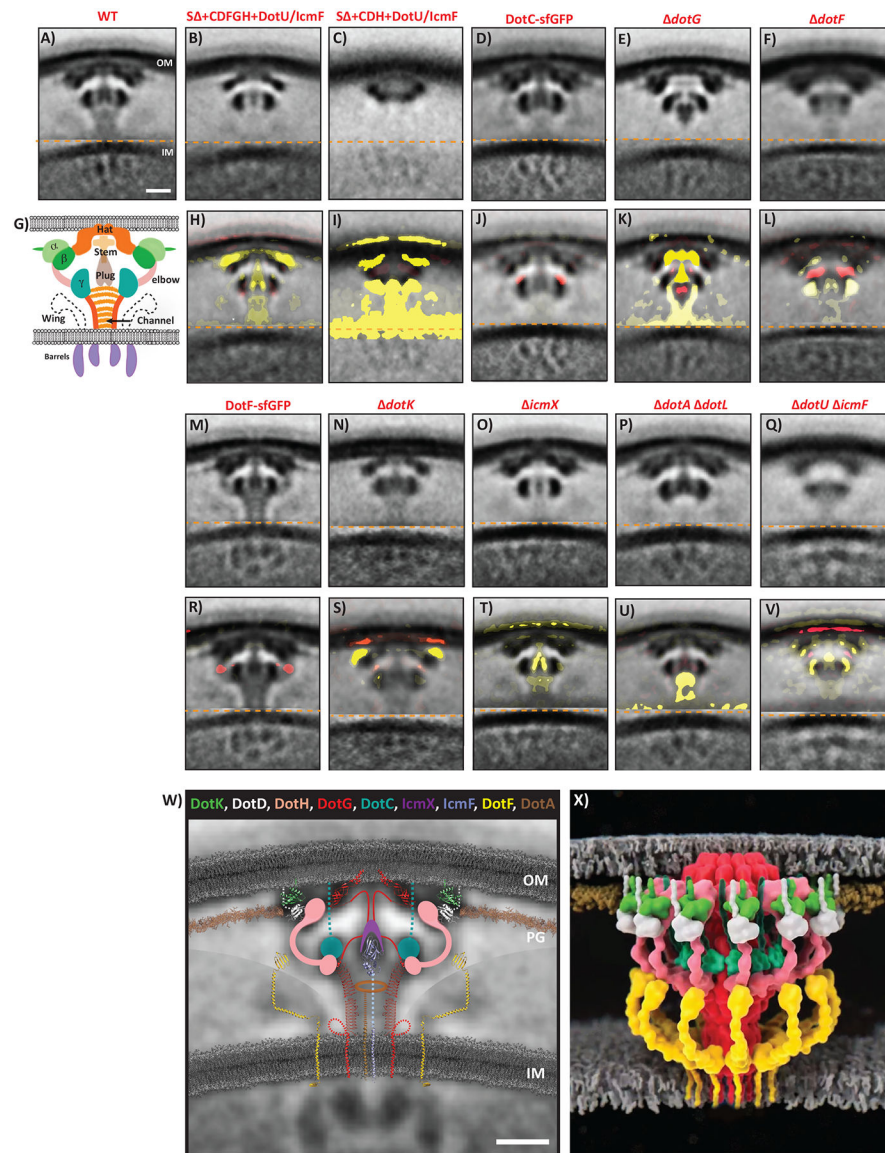 WT
SΔ+CDFGH+DotU/IcmF
SΔ+CDH+DotU/IcmF
DotC-sfGFP
ΔdotG
ΔdotF
A)
B)
C)
D)
E)
F)
OM
IM
G)
Hat
α
β
Stem
Plug
γ
elbow
Wing
Channel
Barrels
H)
I)
J)
K)
L)
DotF-sfGFP
ΔdotK
ΔicmX
ΔdotA ΔdotL
ΔdotU ΔicmF
M)
N)
O)
P)
Q)
R)
S)
T)
U)
V)
W) DotK, DotD, DotH, DotG, DotC, IcmX, IcmF, DotF, DotA
OM
PG
IM
X)